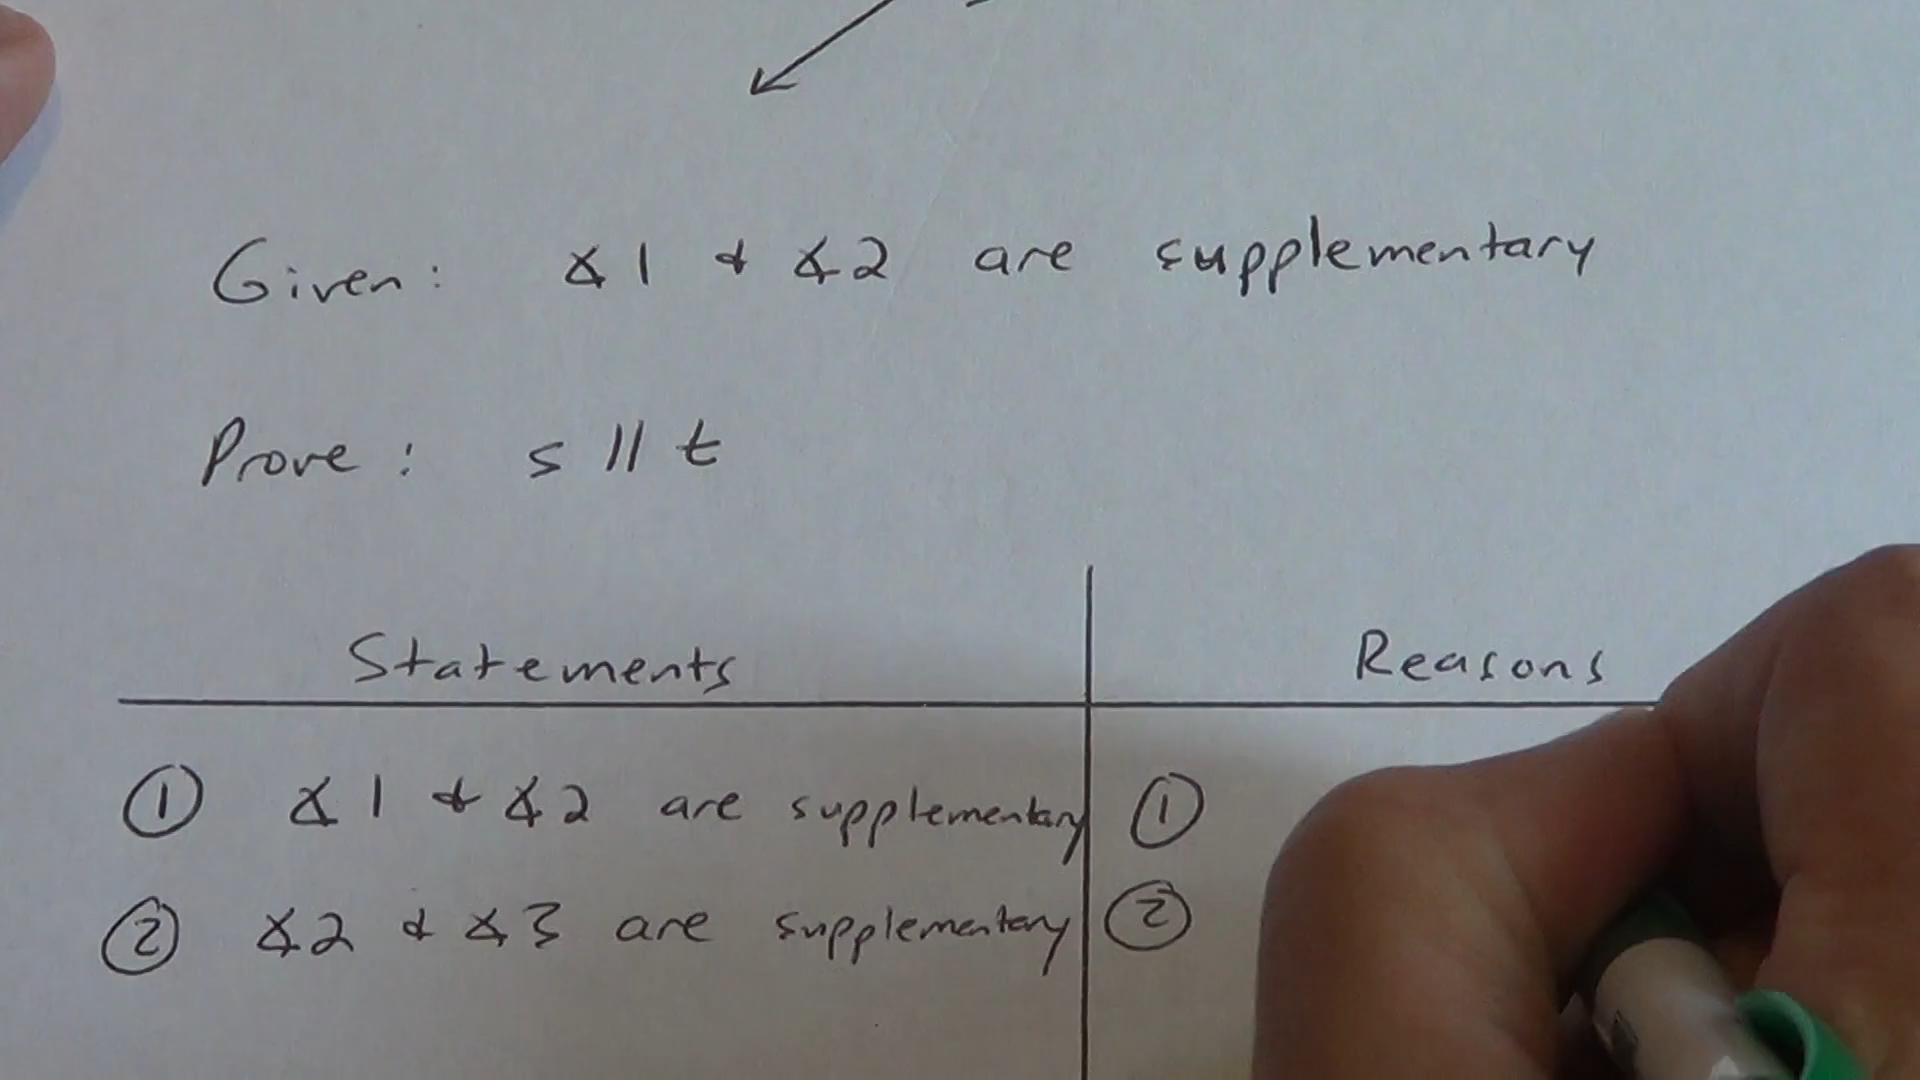 Given: ∡1 & ∡2 are supplementary
Prove: s // t
Statements Reasons
① ∡1 & ∡2 are supplementary ①
② ∡2 & ∡3 are supplementary ②